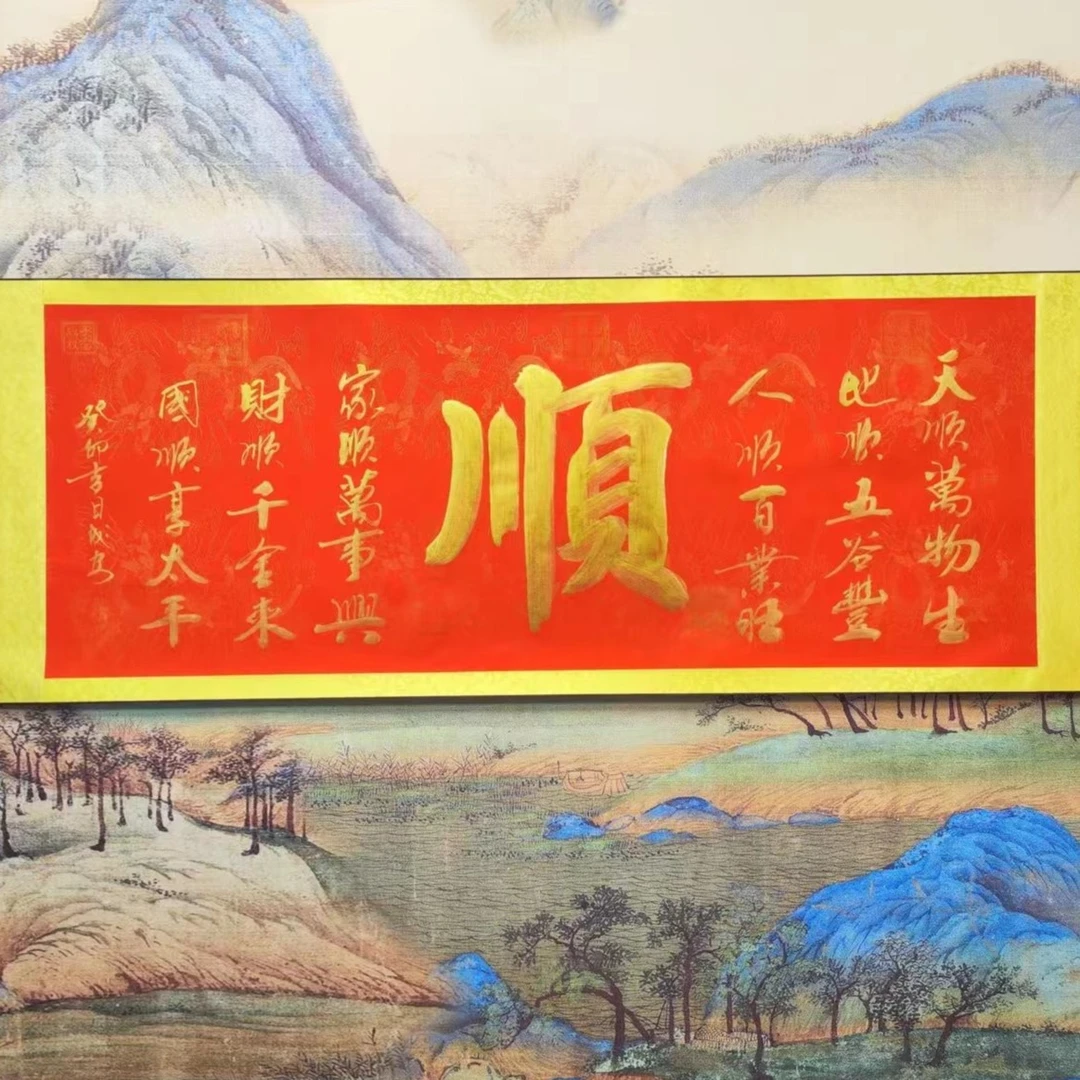 天順萬物生
地順五谷豐
人順百業旺
順
家順萬事興
財順千金來
國順享太平
癸卯吉日成